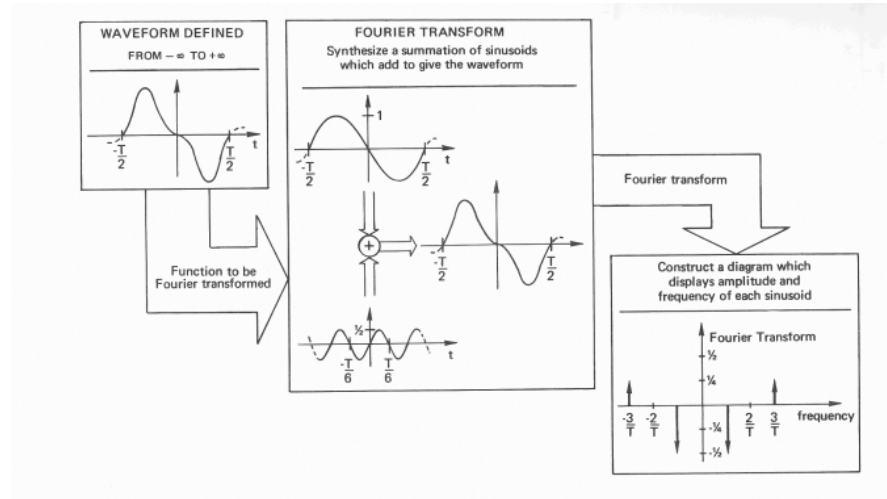 WAVEFORM DEFINED
FROM – ∞ TO +∞
-T/2
T/2
t
Function to be
Fourier transformed
FOURIER TRANSFORM
Synthesize a summation of sinusoids
which add to give the waveform
1
-T/2
T/2
t
+
-T/2
T/2
½
-T/6
T/6
t
Fourier transform
Construct a diagram which
displays amplitude and
frequency of each sinusoid
Fourier Transform
½
¼
-3/T
-2/T
2/T
3/T
frequency
-¼
-½